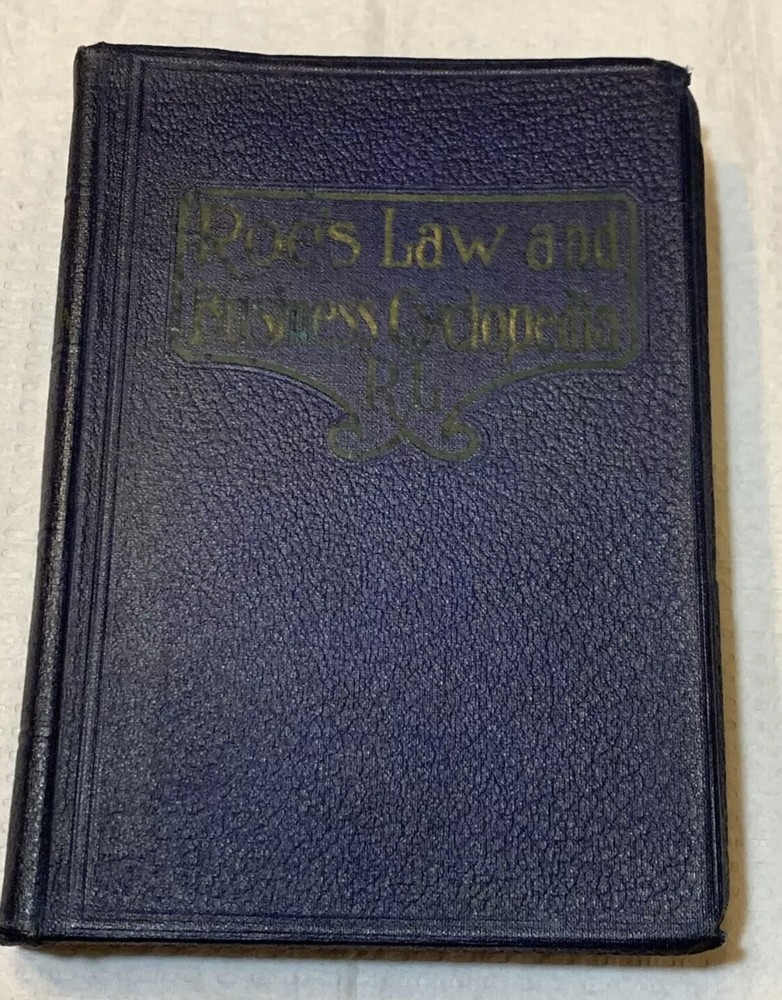 Roe's Law and
Business Cyclopedia